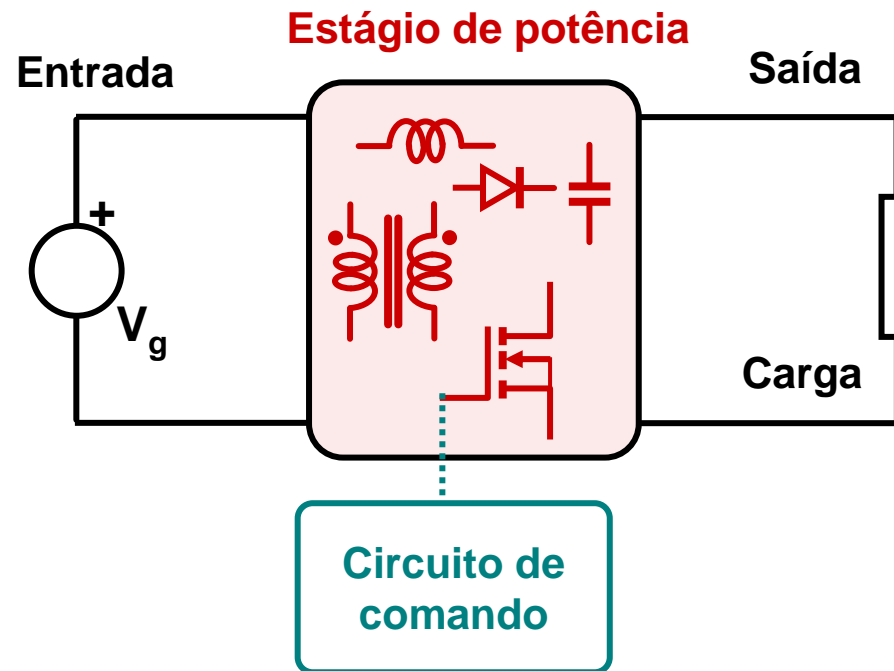 Estágio de potência
Entrada
Saída
+
Vg
Carga
Circuito de
comando